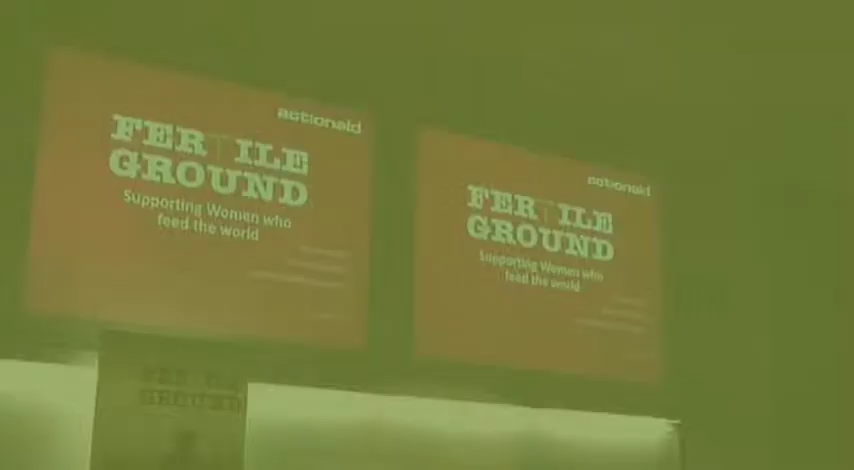 actionaid
FERTILE
GROUND
Supporting Women who
feed the world
actionaid
FERTILE
GROUND
Supporting Women who
feed the world
GROUND